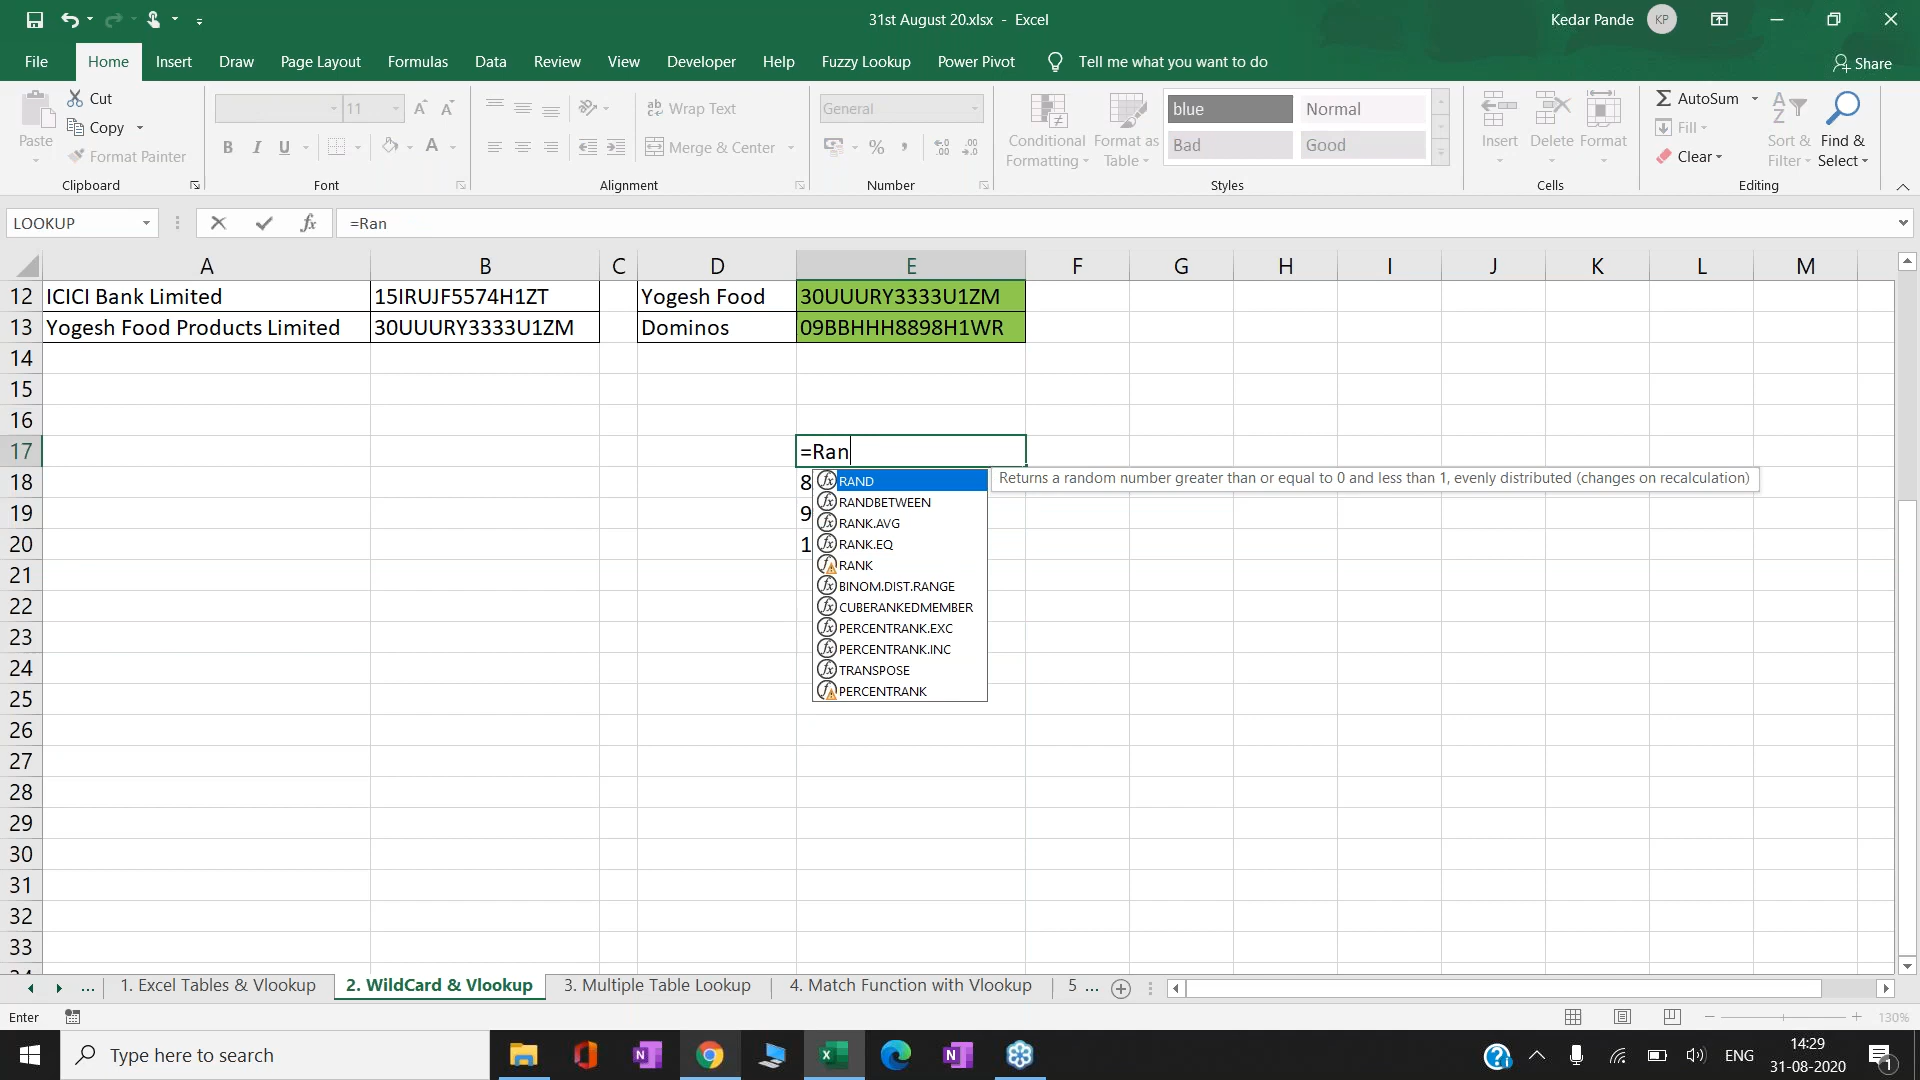 31st August 20.xlsx - Excel
Kedar Pande
KP
File Home Insert Draw Page Layout Formulas Data Review View Developer Help Fuzzy Lookup Power Pivot Tell me what you want to do
Share
Paste
Cut
Copy
Format Painter
Clipboard
11
B I U
Font
Wrap Text
Merge & Center
Alignment
General
Number
Conditional Formatting
Format as Table
blue
Normal
Bad
Good
Styles
Insert
Delete
Format
Cells
AutoSum
Fill
Clear
Sort & Filter
Find & Select
Editing
LOOKUP
fx
=Ran
A B C D E F G H I J K L M
12 ICICI Bank Limited 15IRUJF5574H1ZT Yogesh Food 30UUURY3333U1ZM
13 Yogesh Food Products Limited 30UUURY3333U1ZM Dominos 09BBHHH8898H1WR
14
15
16
17 =Ran
18 8 RAND
Returns a random number greater than or equal to 0 and less than 1, evenly distributed (changes on recalculation)
RANDBETWEEN
19 9 RANK.AVG
20 1 RANK.EQ
RANK
21 BINOM.DIST.RANGE
22 CUBERANKEDMEMBER
23 PERCENTRANK.EXC
PERCENTRANK.INC
24 TRANSPOSE
25 PERCENTRANK
26
27
28
29
30
31
32
33
... 1. Excel Tables & Vlookup 2. WildCard & Vlookup 3. Multiple Table Lookup 4. Match Function with Vlookup 5 ...
Enter
130%
Type here to search
ENG
14:29
31-08-2020
1